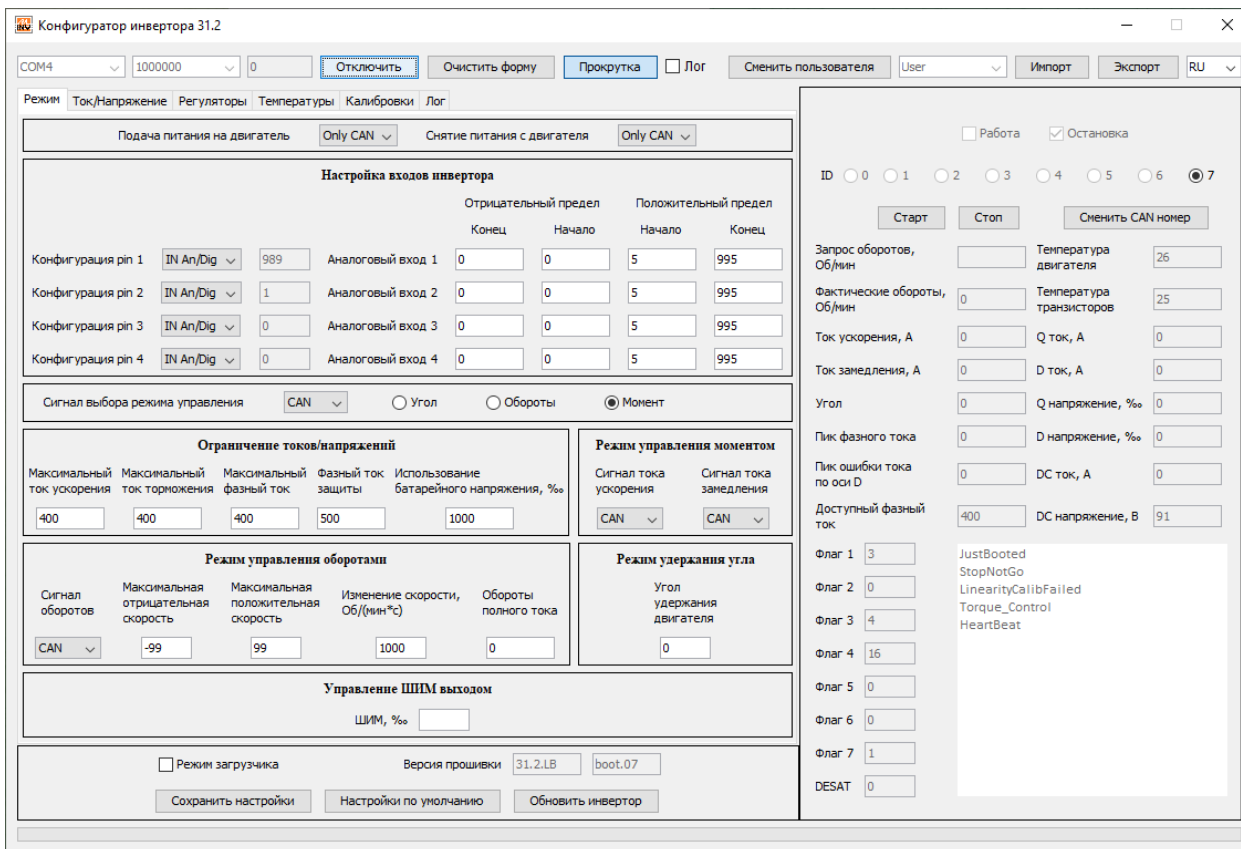 Конфигуратор инвертора 31.2
COM4 1000000 0 Отключить Очистить форму Прокрутка Лог Сменить пользователя User Импорт Экспорт RU
Режим Ток/Напряжение Регуляторы Температуры Калибровки Лог
Подача питания на двигатель Only CAN Снятие питания с двигателя Only CAN
Настройка входов инвертора
Отрицательный предел Положительный предел
Конец Начало Начало Конец
Конфигурация pin 1 IN An/Dig 989 Аналоговый вход 1 0 0 5 995
Конфигурация pin 2 IN An/Dig 1 Аналоговый вход 2 0 0 5 995
Конфигурация pin 3 IN An/Dig 0 Аналоговый вход 3 0 0 5 995
Конфигурация pin 4 IN An/Dig 0 Аналоговый вход 4 0 0 5 995
Сигнал выбора режима управления CAN Угол Обороты Момент
Ограничение токов/напряжений
Максимальный Максимальный Максимальный Фазный ток Использование
ток ускорения ток торможения фазный ток защиты батарейного напряжения, ‰
400 400 400 500 1000
Режим управления моментом
Сигнал тока Сигнал тока
ускорения замедления
CAN CAN
Режим управления оборотами
Сигнал оборотов
Максимальная отрицательная скорость
Максимальная положительная скорость
Изменение скорости, Об/(мин*с)
Обороты полного тока
CAN -99 99 1000 0
Режим удержания угла
Угол
удержания
двигателя
0
Управление ШИМ выходом
ШИМ, ‰
Режим загрузчика Версия прошивки 31.2.LB boot.07
Сохранить настройки Настройки по умолчанию Обновить инвертор
Работа Остановка
ID 0 1 2 3 4 5 6 7
Старт Стоп Сменить CAN номер
Запрос оборотов, Об/мин Температура двигателя 26
Фактические обороты, Об/мин 0 Температура транзисторов 25
Ток ускорения, А 0 Q ток, А 0
Ток замедления, А 0 D ток, А 0
Угол 0 Q напряжение, ‰ 0
Пик фазного тока 0 D напряжение, ‰ 0
Пик ошибки тока по оси D 0 DC ток, А 0
Доступный фазный ток 400 DC напряжение, В 91
Флаг 1 3
Флаг 2 0
Флаг 3 4
Флаг 4 16
Флаг 5 0
Флаг 6 0
Флаг 7 1
DESAT 0
JustBooted
StopNotGo
LinearityCalibFailed
Torque_Control
HeartBeat